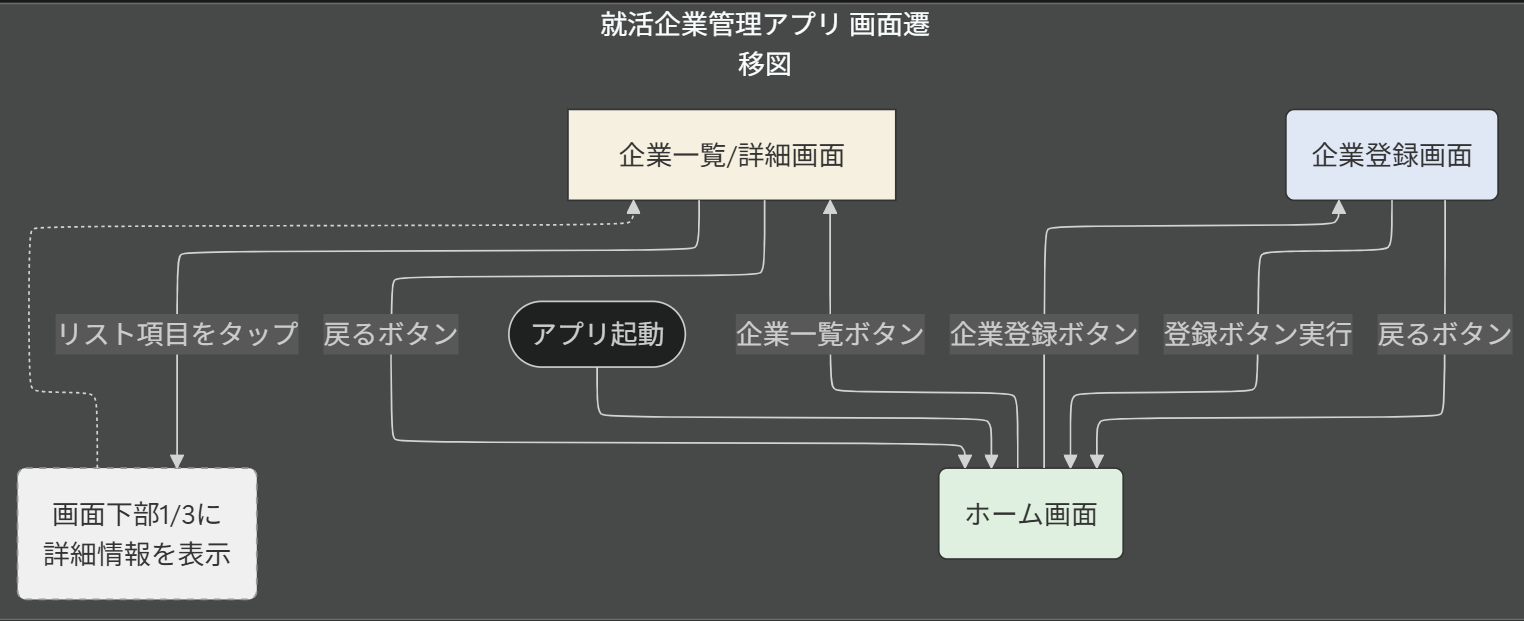 就活企業管理アプリ 画面遷
移図
企業一覧/詳細画面
企業登録画面
リスト項目をタップ
戻るボタン
アプリ起動
企業一覧ボタン
企業登録ボタン
登録ボタン実行
戻るボタン
画面下部1/3に
詳細情報を表示
ホーム画面